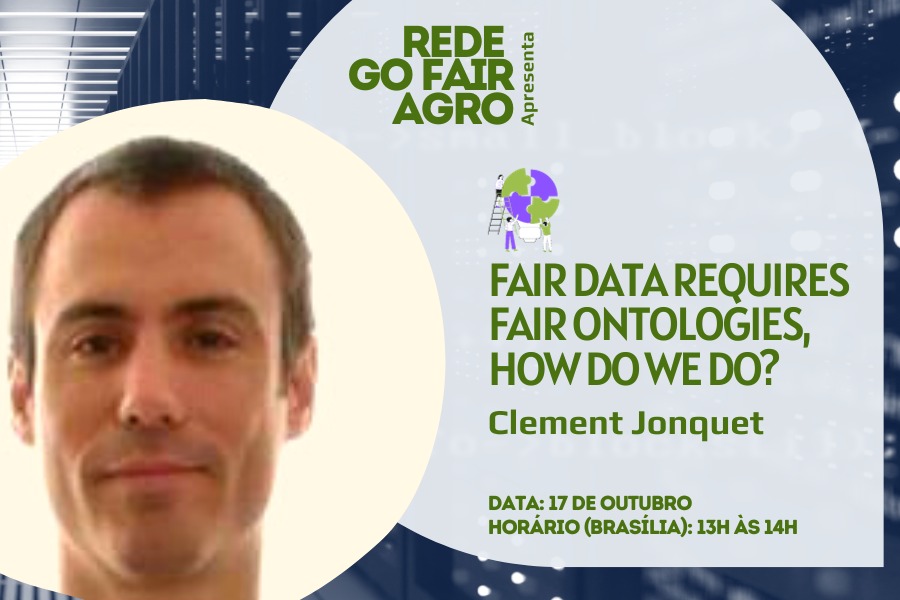 REDE
GO FAIR
AGRO
Apresenta
FAIR DATA REQUIRES
FAIR ONTOLOGIES,
HOW DO WE DO?
Clement Jonquet
DATA: 17 DE OUTUBRO
HORÁRIO (BRASÍLIA): 13H ÀS 14H